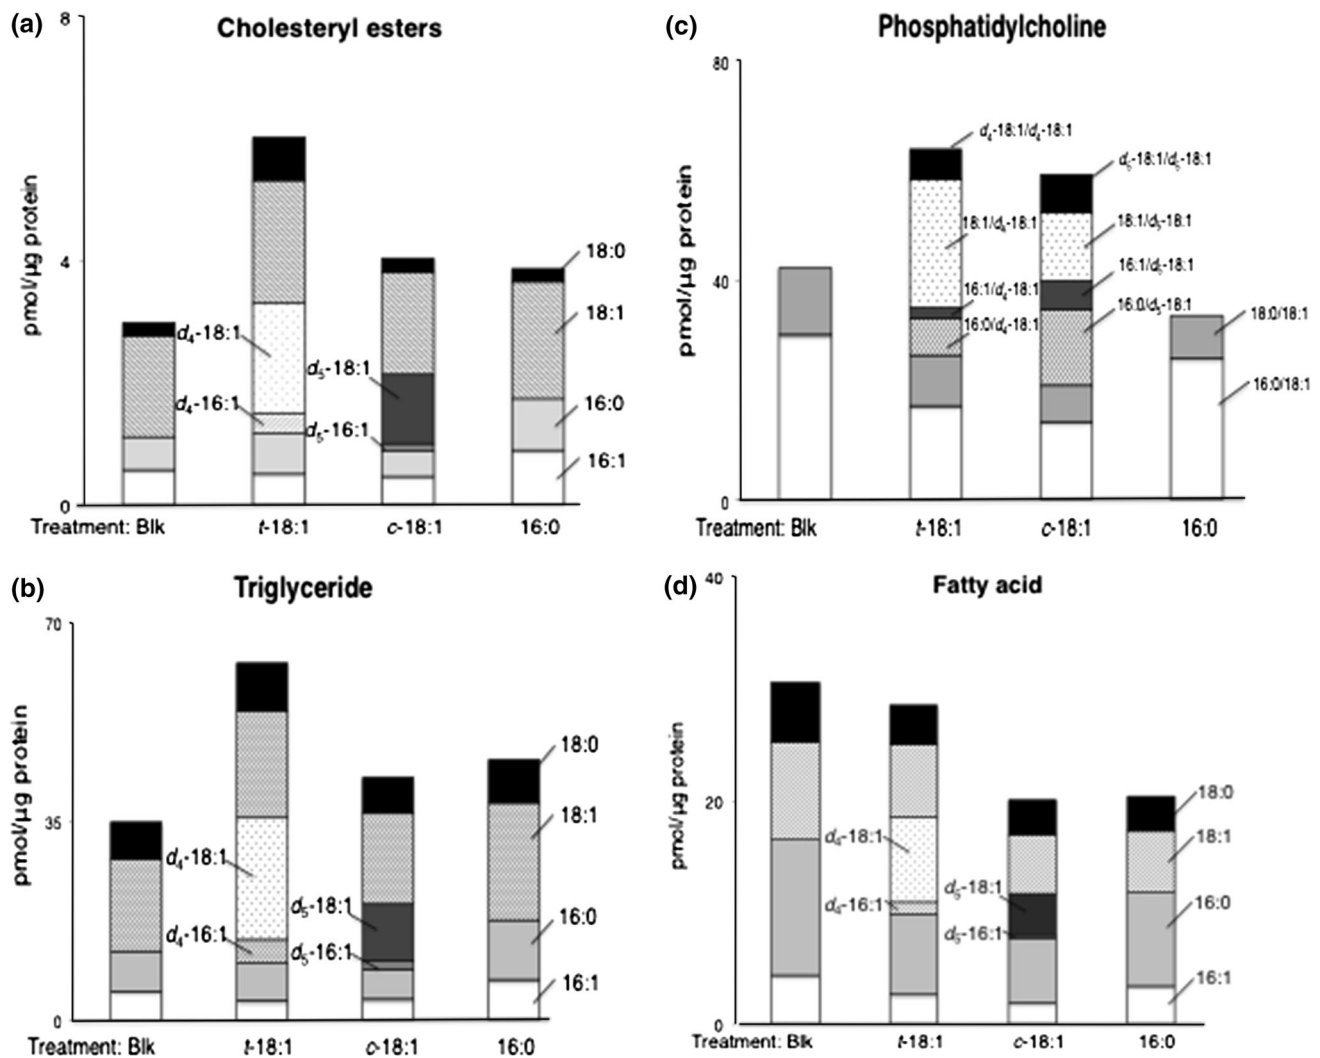 (a)
Cholesteryl esters
8
4
0
pmol/µg protein
d4-18:1
d4-16:1
d5-18:1
d5-16:1
18:0
18:1
16:0
16:1
Treatment: Blk t-18:1 c-18:1 16:0
(c)
Phosphatidylcholine
80
40
0
pmol/µg protein
d4-18:1/d4-18:1
18:1/d4-18:1
16:1/d4-18:1
16:0/d4-18:1
d5-18:1/d5-18:1
18:1/d5-18:1
16:1/d5-18:1
16:0/d5-18:1
18:0/18:1
16:0/18:1
Treatment: Blk t-18:1 c-18:1 16:0
(b)
Triglyceride
70
35
0
pmol/µg protein
d4-18:1
d4-16:1
d5-18:1
d5-16:1
18:0
18:1
16:0
16:1
Treatment: Blk t-18:1 c-18:1 16:0
(d)
Fatty acid
40
20
0
pmol/µg protein
d4-18:1
d4-16:1
d5-18:1
d5-16:1
18:0
18:1
16:0
16:1
Treatment: Blk t-18:1 c-18:1 16:0